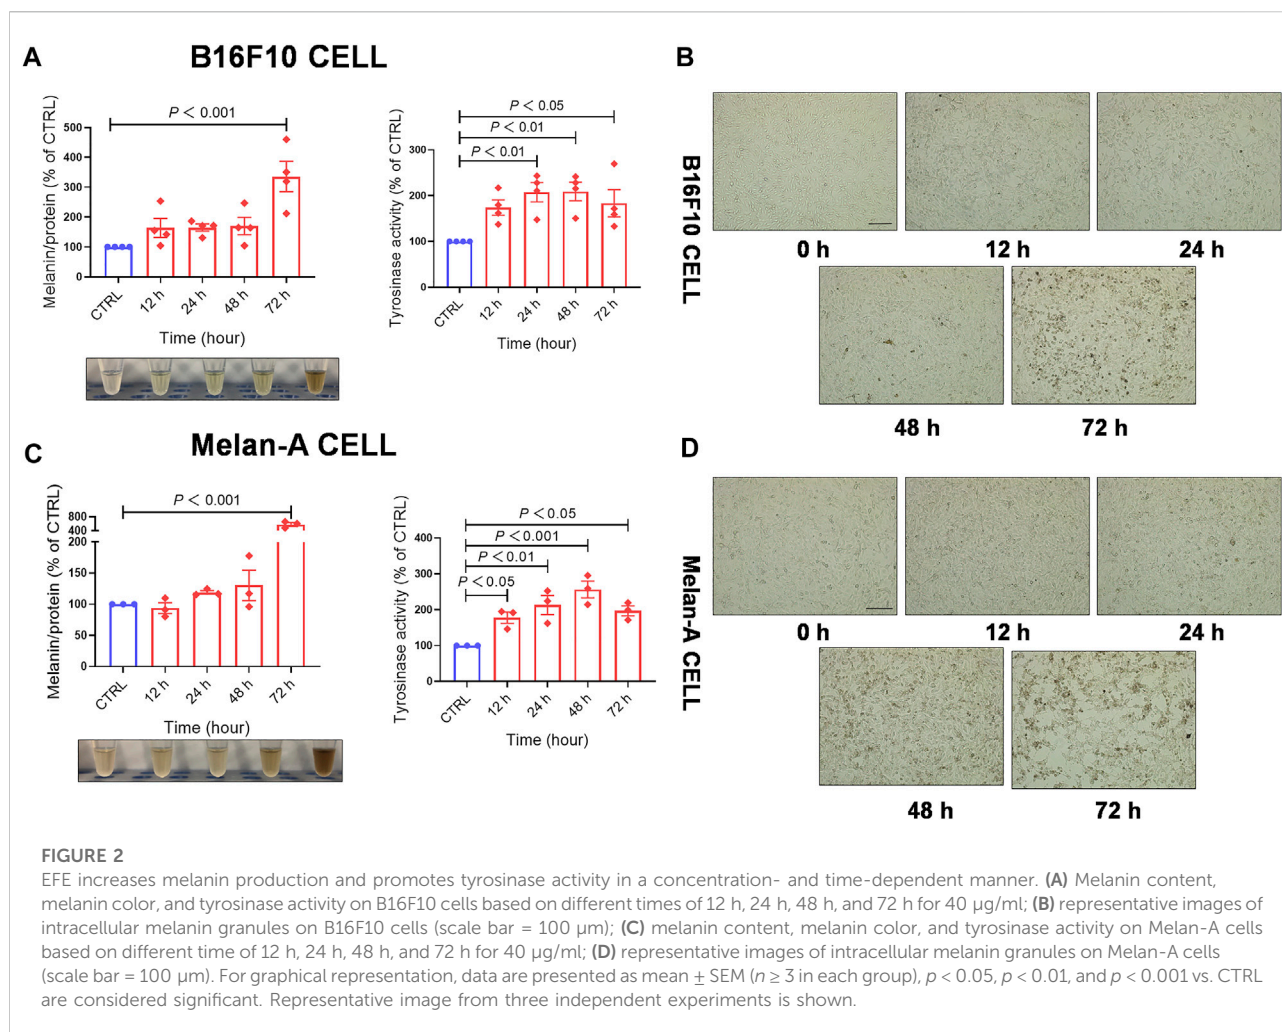 A
B16F10 CELL
P < 0.001
Melanin/protein (% of CTRL)
500
400
300
200
100
0
CTRL
12 h
24 h
48 h
72 h
Time (hour)
P < 0.05
P < 0.01
P < 0.01
Tyrosinase activity (% of CTRL)
300
200
100
0
CTRL
12 h
24 h
48 h
72 h
Time (hour)
B
B16F10 CELL
0 h
12 h
24 h
48 h
72 h
C
Melan-A CELL
P < 0.001
Melanin/protein (% of CTRL)
800
400
200
150
100
50
0
CTRL
12 h
24 h
48 h
72 h
Time (hour)
P < 0.05
P < 0.001
P < 0.01
P < 0.05
Tyrosinase activity (% of CTRL)
400
300
200
100
0
CTRL
12 h
24 h
48 h
72 h
Time (hour)
D
Melan-A CELL
0 h
12 h
24 h
48 h
72 h
FIGURE 2
EFE increases melanin production and promotes tyrosinase activity in a concentration- and time-dependent manner. (A) Melanin content,
melanin color, and tyrosinase activity on B16F10 cells based on different times of 12 h, 24 h, 48 h, and 72 h for 40 μg/ml; (B) representative images of
intracellular melanin granules on B16F10 cells (scale bar = 100 μm); (C) melanin content, melanin color, and tyrosinase activity on Melan-A cells
based on different time of 12 h, 24 h, 48 h, and 72 h for 40 μg/ml; (D) representative images of intracellular melanin granules on Melan-A cells
(scale bar = 100 μm). For graphical representation, data are presented as mean ± SEM (n ≥ 3 in each group), p < 0.05, p < 0.01, and p < 0.001 vs. CTRL
are considered significant. Representative image from three independent experiments is shown.